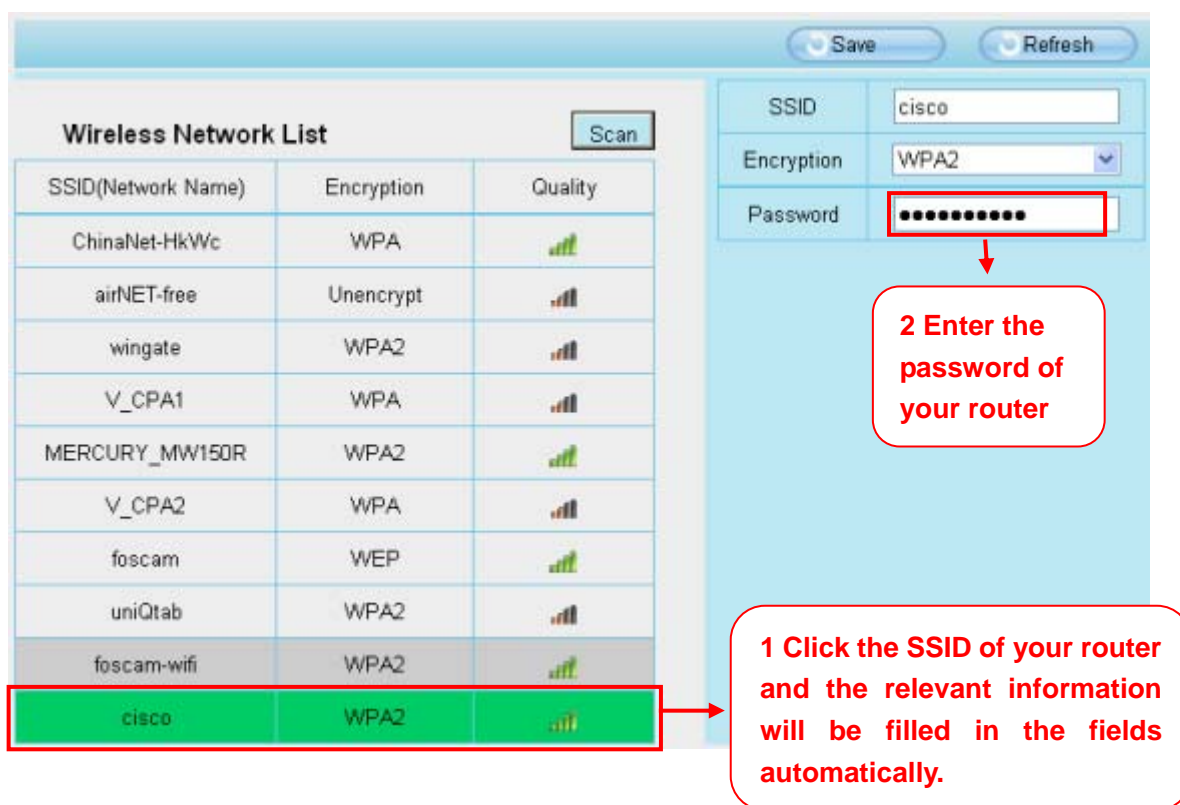 Save Refresh
Wireless Network List Scan
SSID(Network Name) Encryption Quality
ChinaNet-HkWc WPA
airNET-free Unencrypt
wingate WPA2
V_CPA1 WPA
MERCURY_MW150R WPA2
V_CPA2 WPA
foscam WEP
uniQtab WPA2
foscam-wifi WPA2
cisco WPA2
SSID cisco
Encryption WPA2
Password ••••••••••
2 Enter the
password of
your router
1 Click the SSID of your router
and the relevant information
will be filled in the fields
automatically.